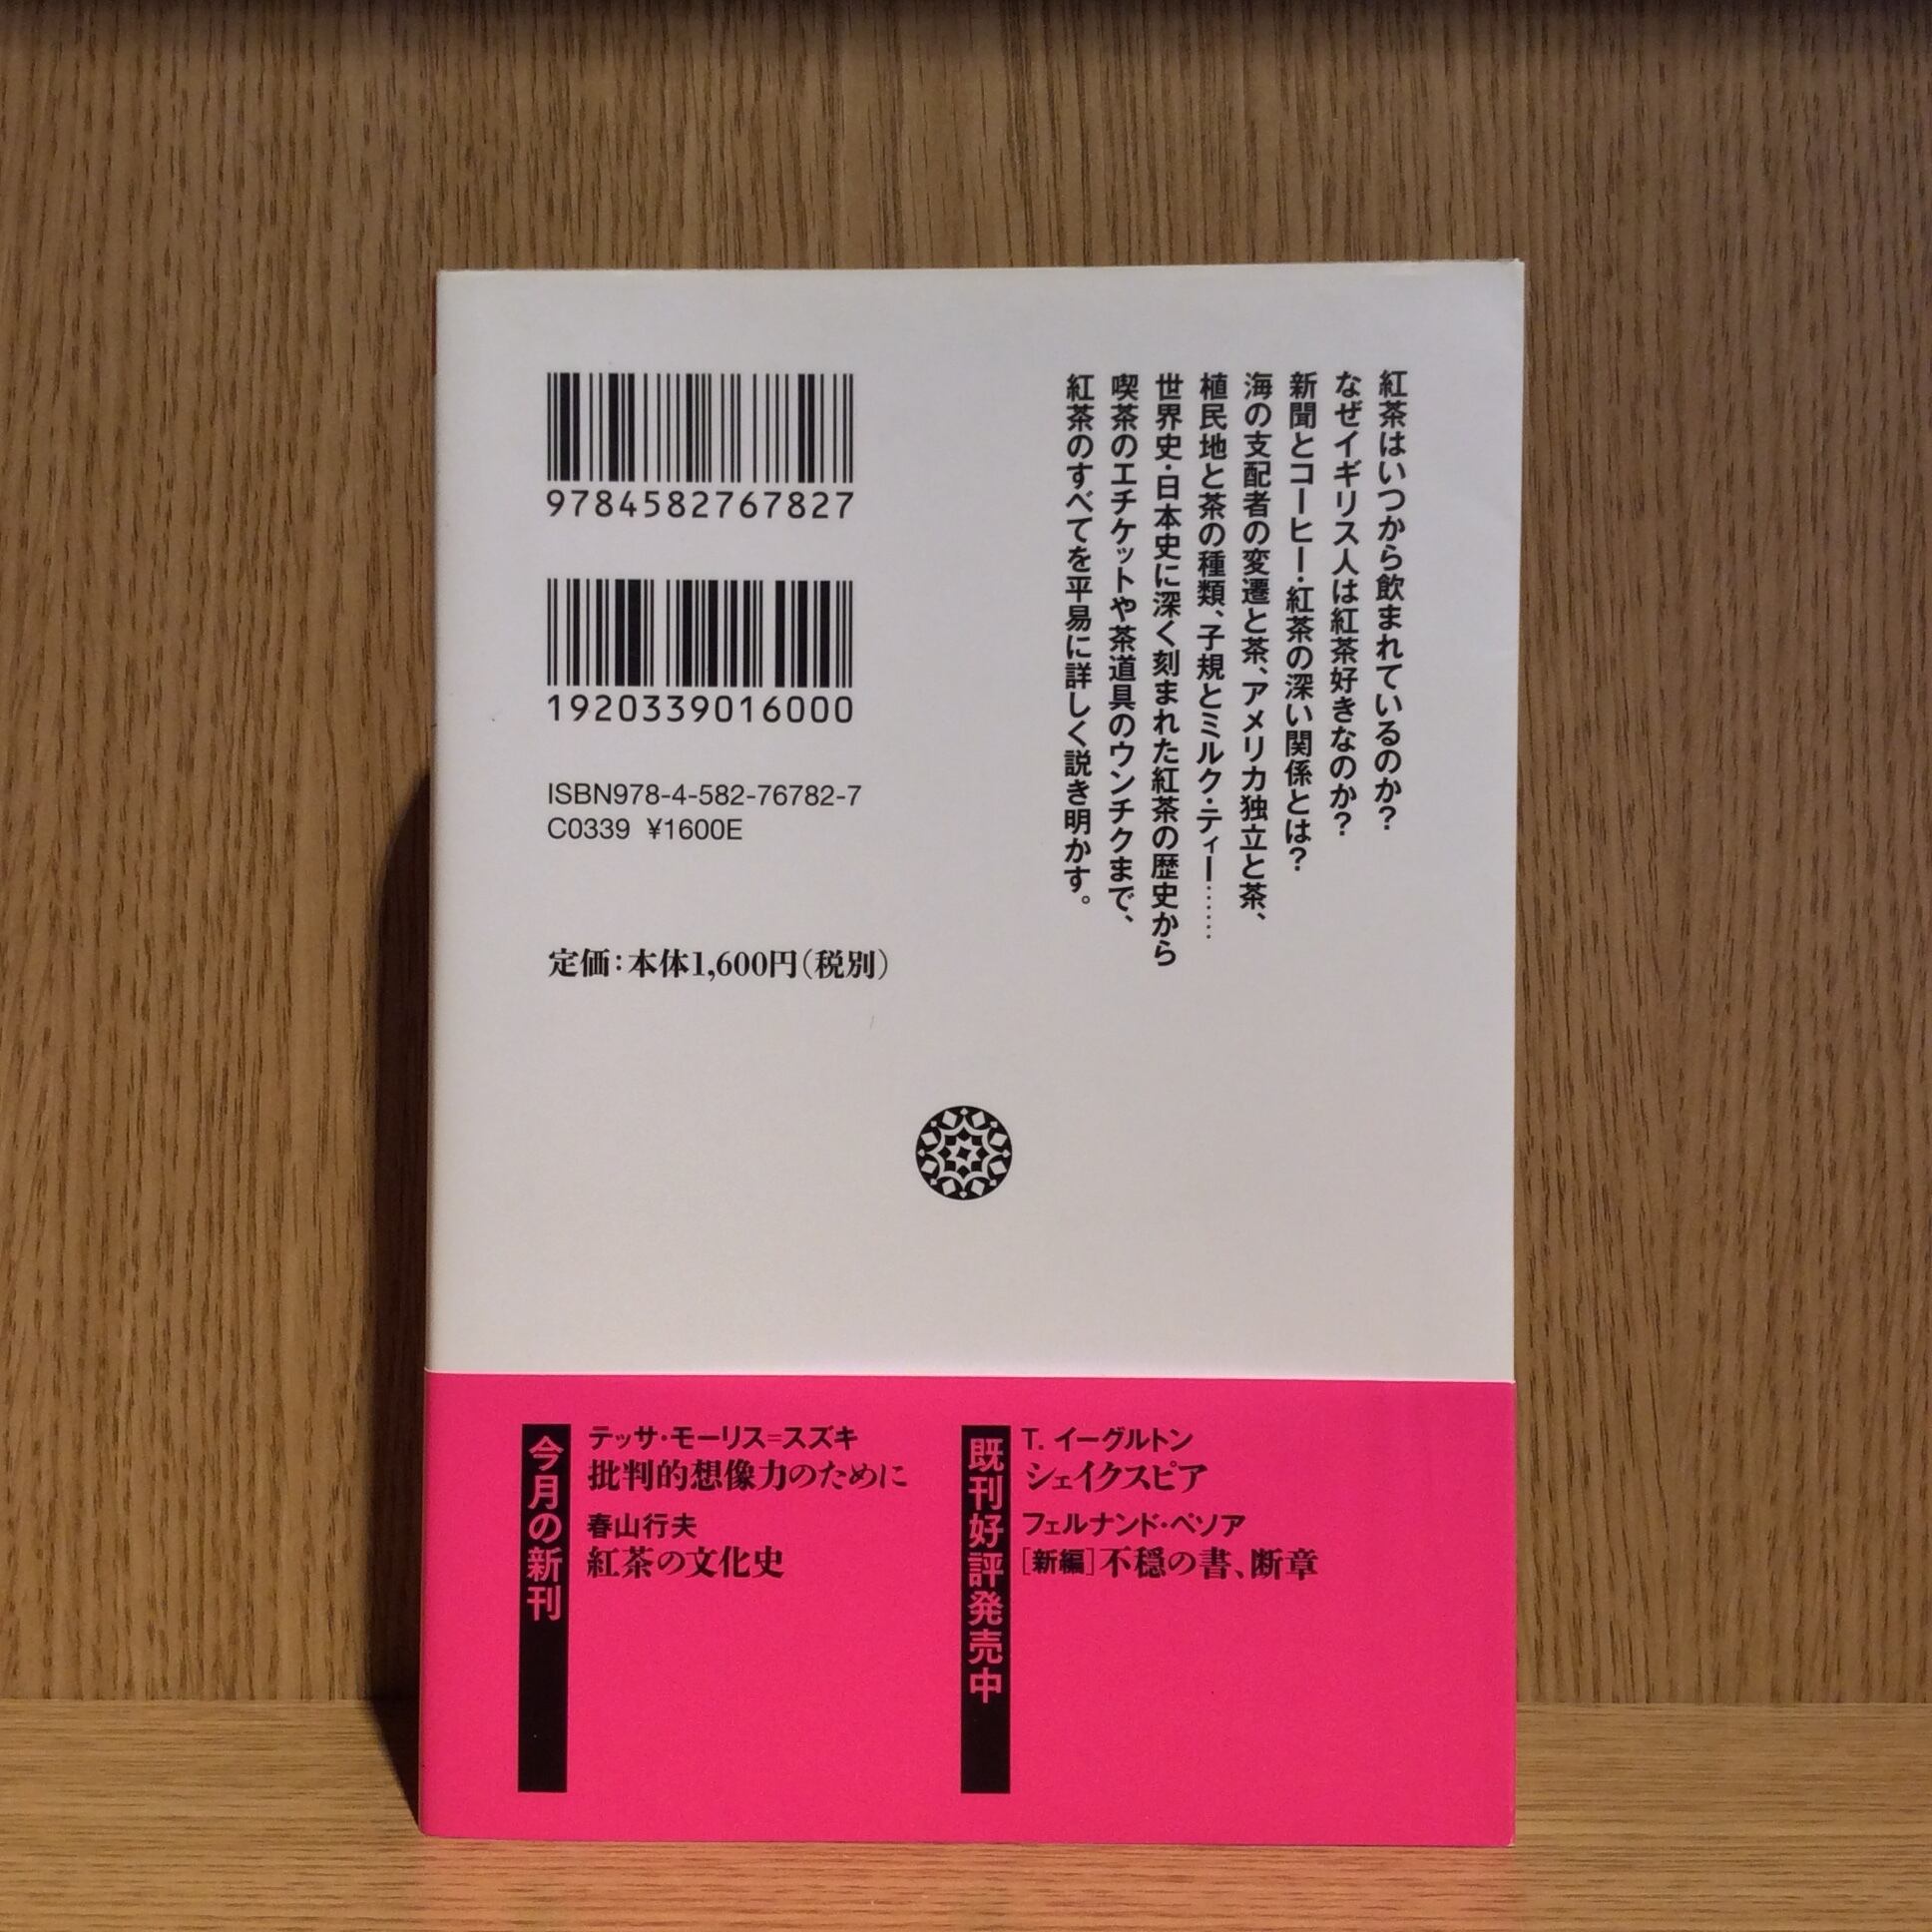 紅茶はいつから飲まれているのか?
なぜイギリス人は紅茶好きなのか?
新聞とコーヒー・紅茶の深い関係とは?
海の支配者の変遷と茶、アメリカ独立と茶、
植民地と茶の種類、子規とミルク・ティー……
世界史・日本史に深く刻まれた紅茶の歴史から
喫茶のエチケットや茶道具のウンチクまで、
紅茶のすべてを平易に詳しく説き明かす。
9784582767827
1920339016000
ISBN978-4-582-76782-7
C0339 ¥1600E
定価:本体1,600円(税別)
今月の新刊
テッサ・モーリス=スズキ
批判的想像力のために
春山行夫
紅茶の文化史
既刊好評発売中
T. イーグルトン
シェイクスピア
フェルナンド・ペソア
[新編]不穏の書、断章